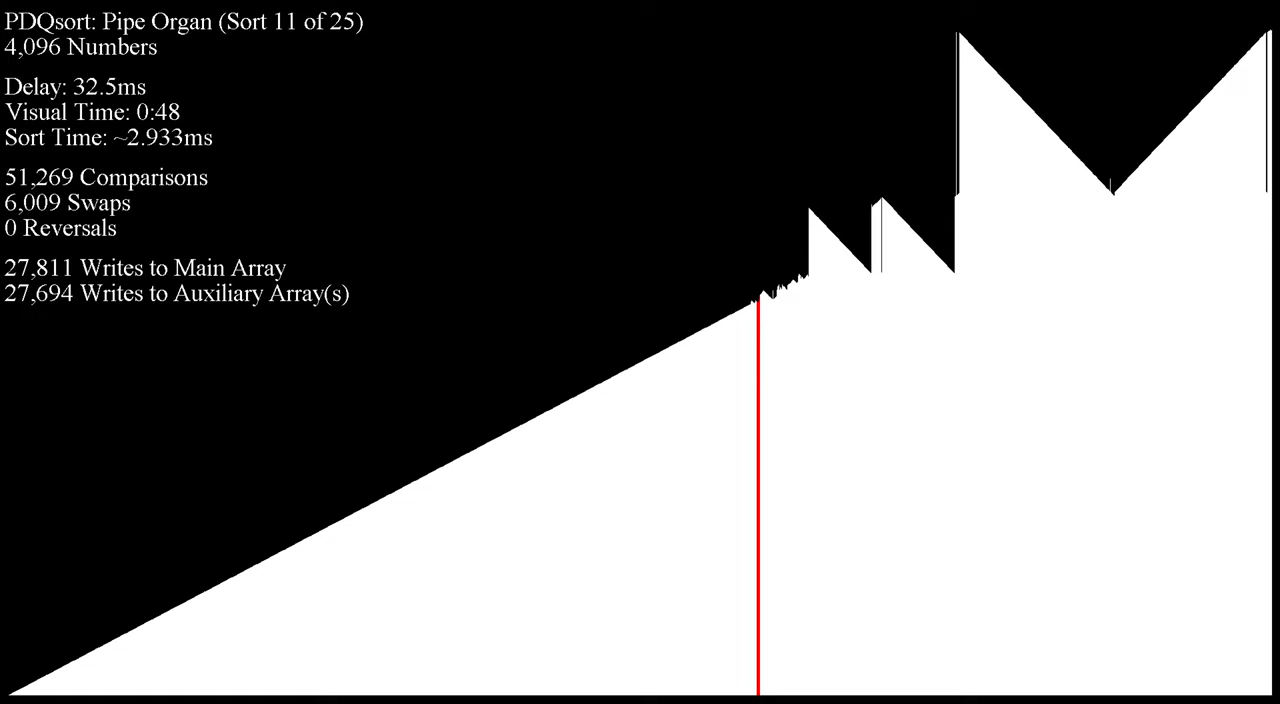 PDQsort: Pipe Organ (Sort 11 of 25)
4,096 Numbers
Delay: 32.5ms
Visual Time: 0:48
Sort Time: ~2.933ms
51,269 Comparisons
6,009 Swaps
0 Reversals
27,811 Writes to Main Array
27,694 Writes to Auxiliary Array(s)